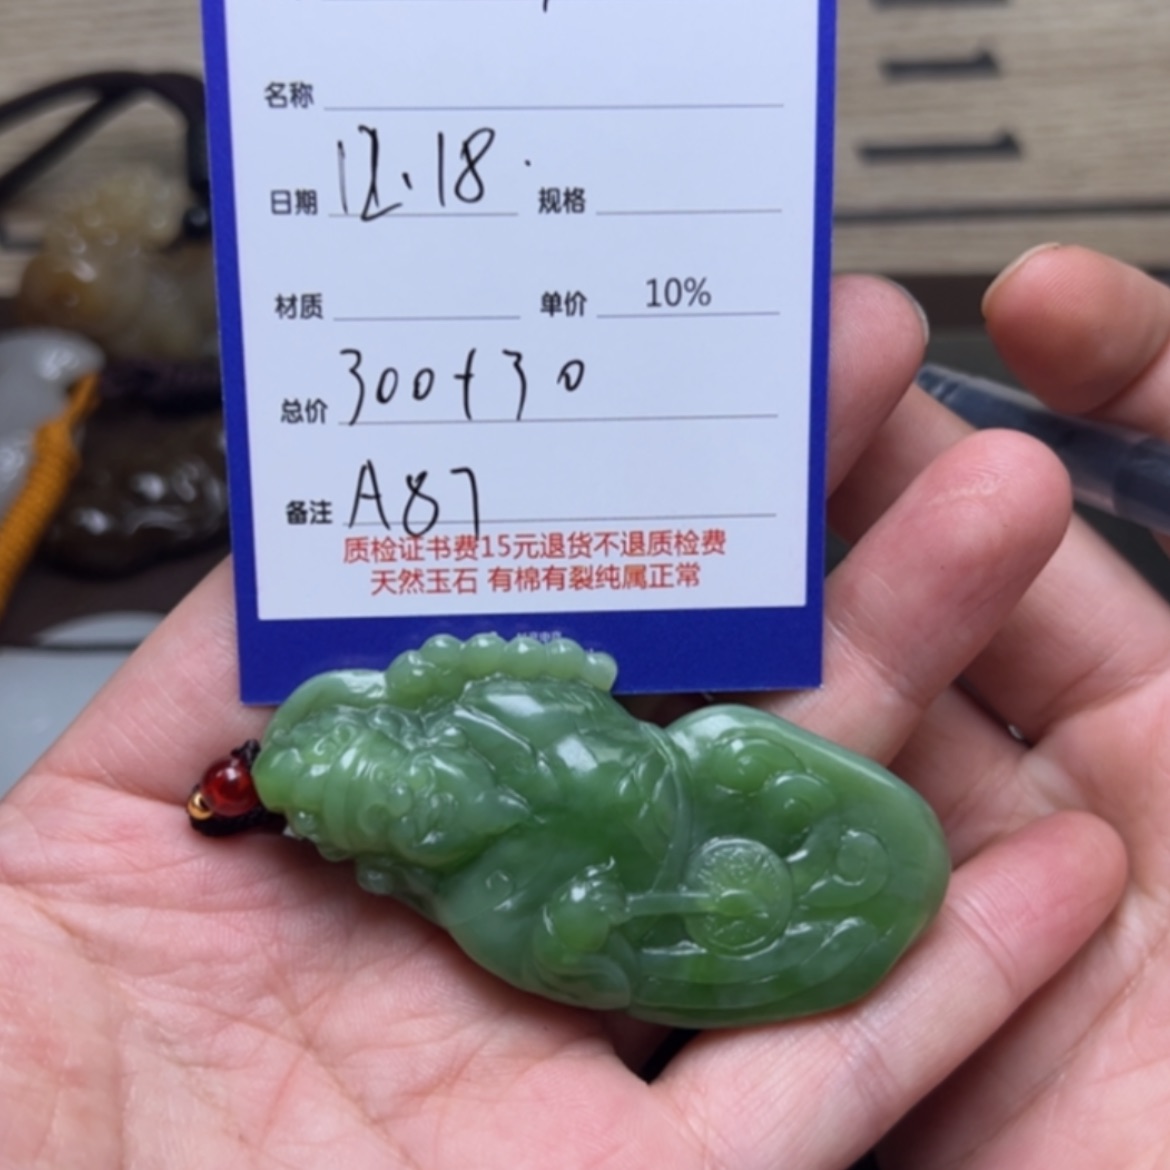 名称
日期 12.18. 规格
材质 单价 10%
总价 300+30
备注 A87
质检证书费15元退货不退质检费
天然玉石 有棉有裂纯属正常